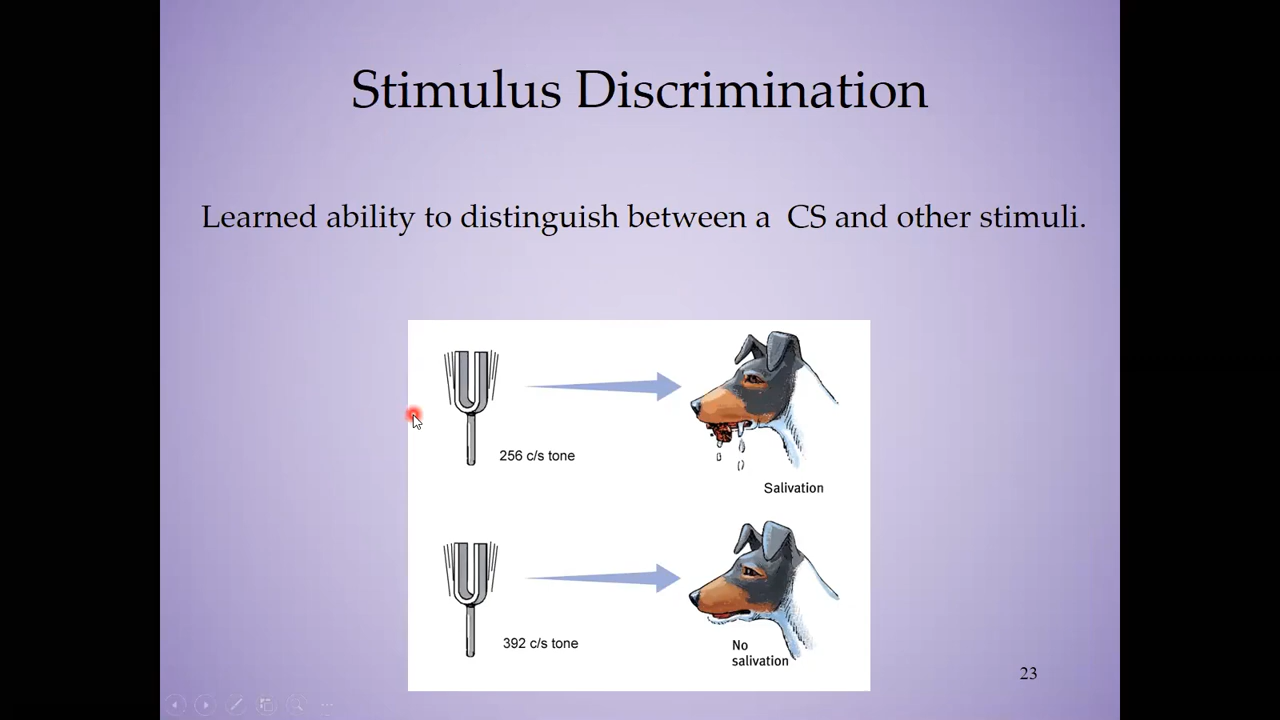 Stimulus Discrimination
Learned ability to distinguish between a CS and other stimuli.
256 c/s tone
Salivation
392 c/s tone
No
salivation
23